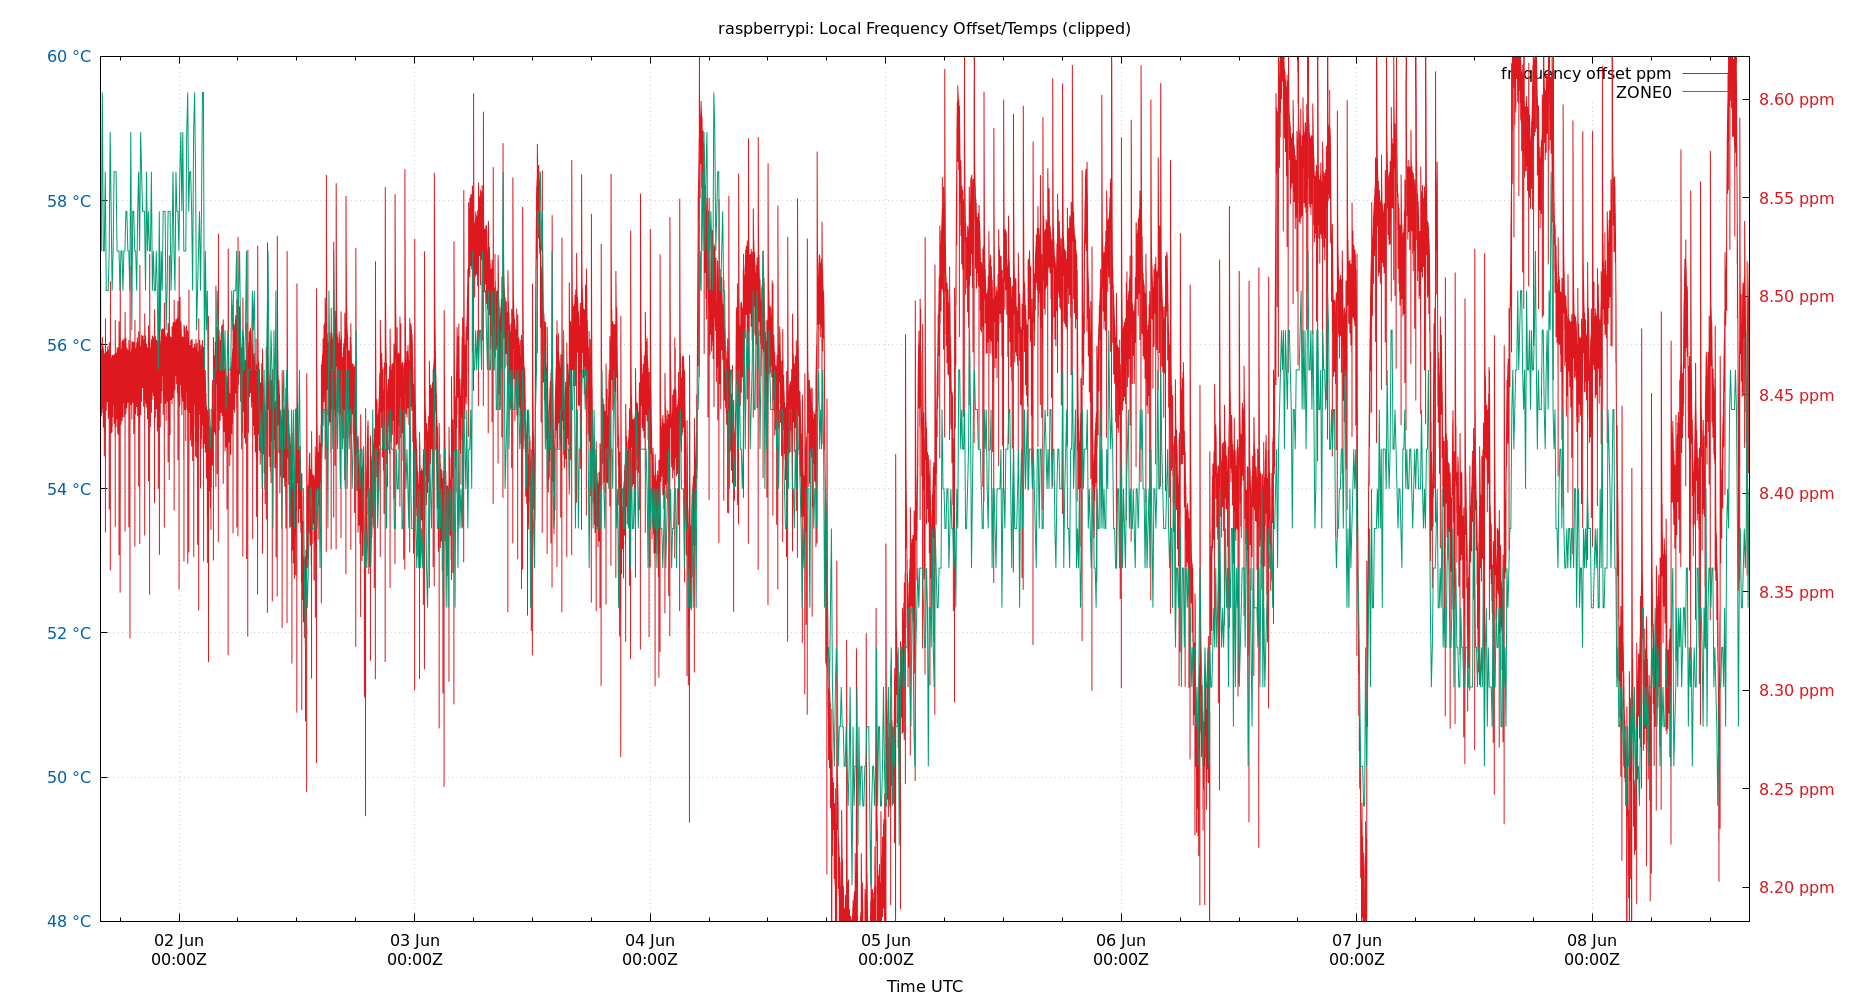 raspberrypi: Local Frequency Offset/Temps (clipped)
60 °C
58 °C
56 °C
54 °C
52 °C
50 °C
48 °C
frequency offset ppm
ZONE0
8.60 ppm
8.55 ppm
8.50 ppm
8.45 ppm
8.40 ppm
8.35 ppm
8.30 ppm
8.25 ppm
8.20 ppm
02 Jun
00:00Z
03 Jun
00:00Z
04 Jun
00:00Z
05 Jun
00:00Z
06 Jun
00:00Z
07 Jun
00:00Z
08 Jun
00:00Z
Time UTC